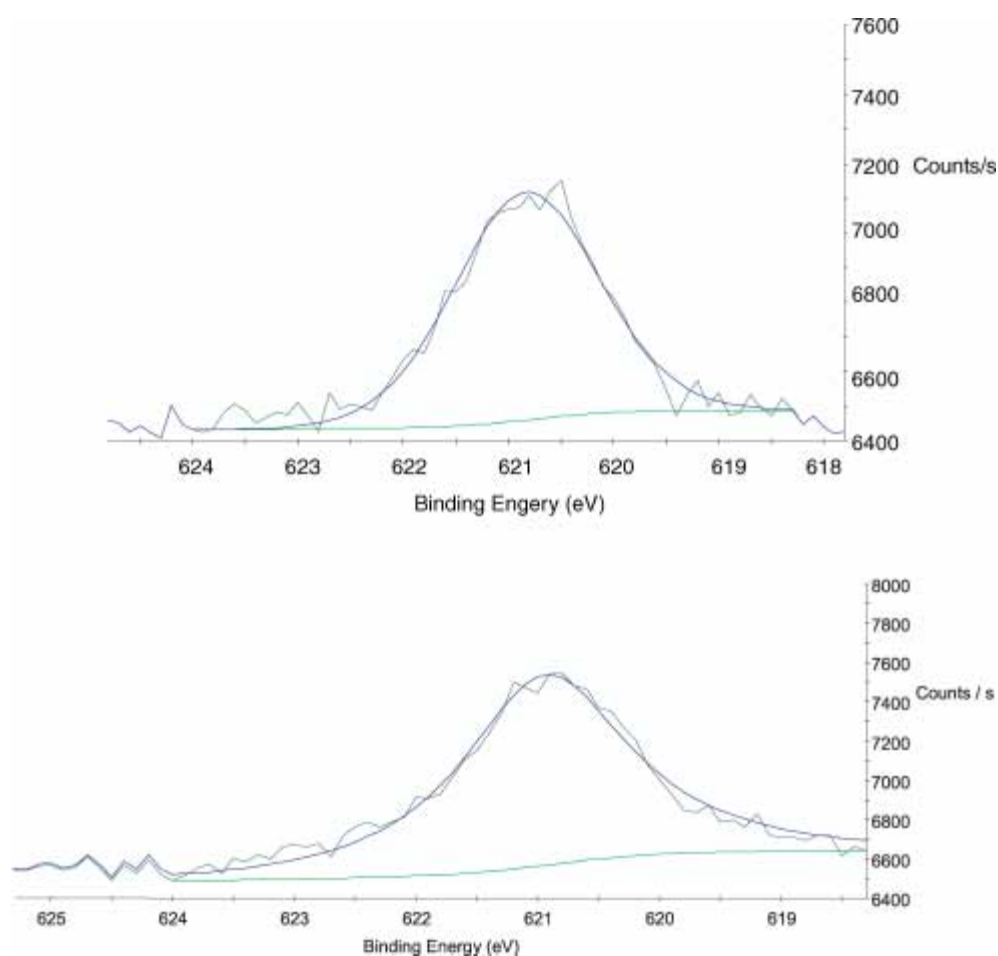 7600
7400
7200 Counts/s
7000
6800
6600
6400
624 623 622 621 620 619 618
Binding Engery (eV)
8000
7800
7600
7400 Counts / s
7200
7000
6800
6600
6400
625 624 623 622 621 620 619
Binding Energy (eV)